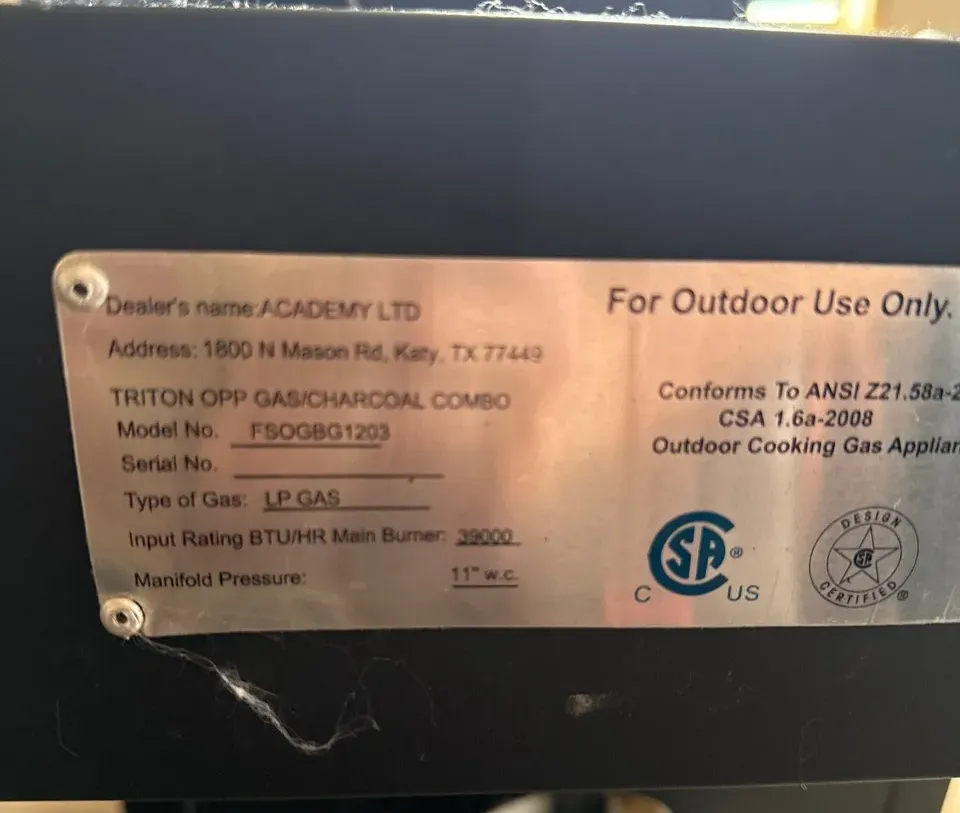 Dealer's name:ACADEMY LTD
Address: 1800 N Mason Rd, Katy, TX 77449
TRITON OPP GAS/CHARCOAL COMBO
Model No. FSOGBG1203
Serial No.
Type of Gas: LP GAS
Input Rating BTU/HR Main Burner: 39000
Manifold Pressure: 11" w.c.
For Outdoor Use Only.
Conforms To ANSI Z21.58a-2
CSA 1.6a-2008
Outdoor Cooking Gas Applian
SA ®
C US
DESIGN
SA
CERTIFIED ®